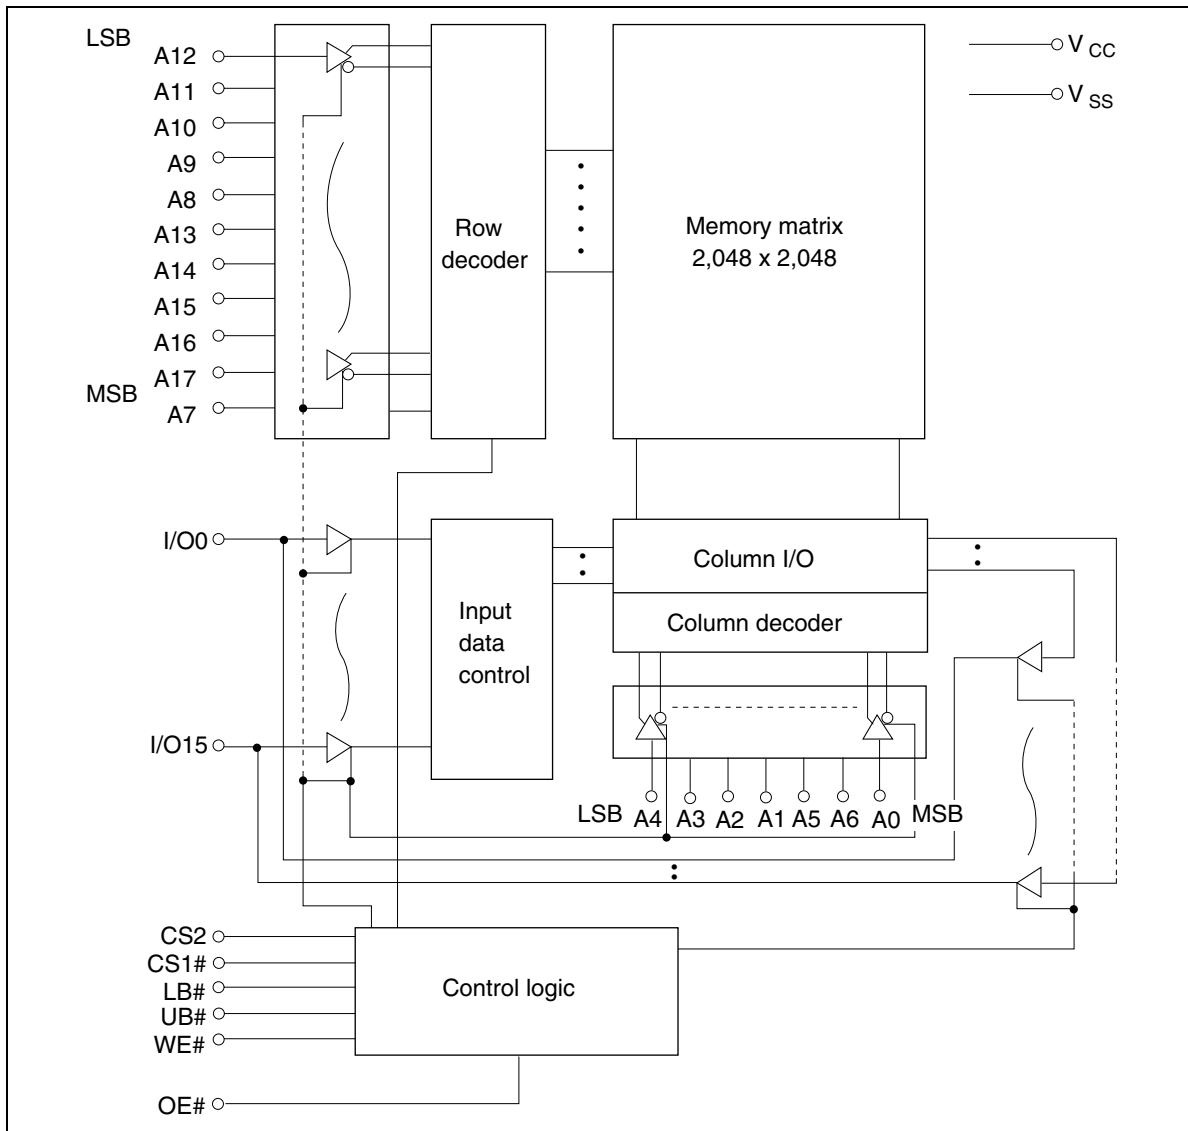 LSB
A12
A11
A10
A9
A8
A13
A14
A15
A16
A17
MSB
A7
Row
decoder
Memory matrix
2,048 x 2,048
V CC
V SS
I/O0
I/O15
Input
data
control
Column I/O
Column decoder
LSB A4 A3 A2 A1 A5 A6 A0 MSB
CS2
CS1#
LB#
UB#
WE#
OE#
Control logic